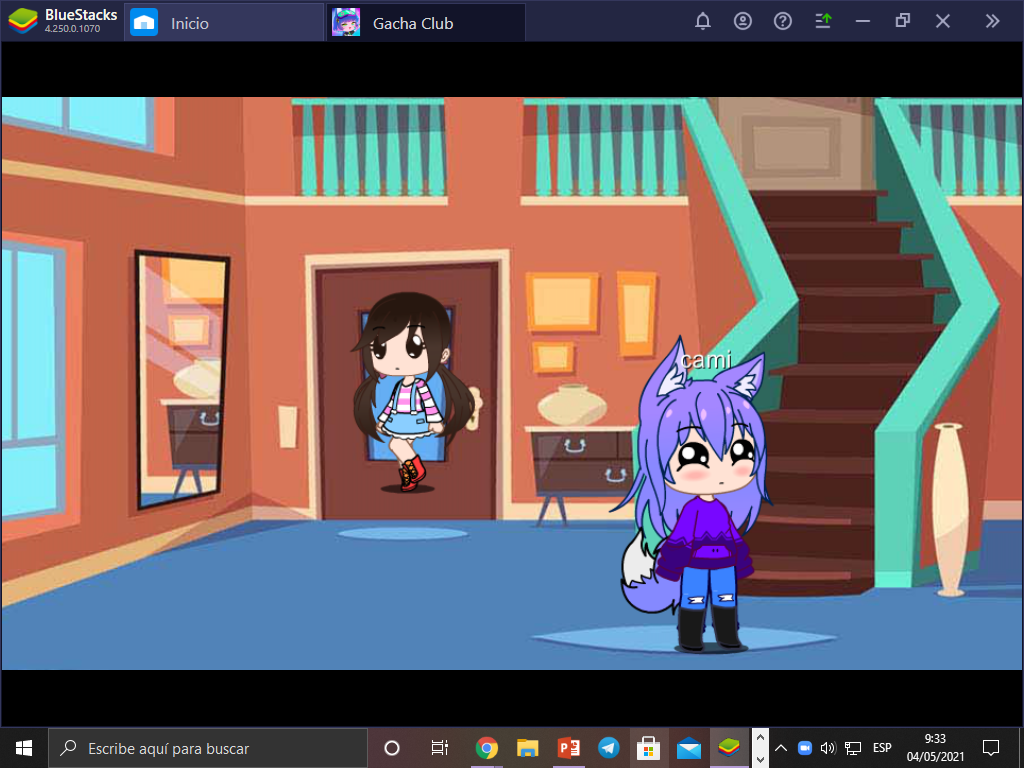 BlueStacks
4.250.0.1070
Inicio
Gacha Club
cami
Escribe aquí para buscar
ESP
9:33
04/05/2021